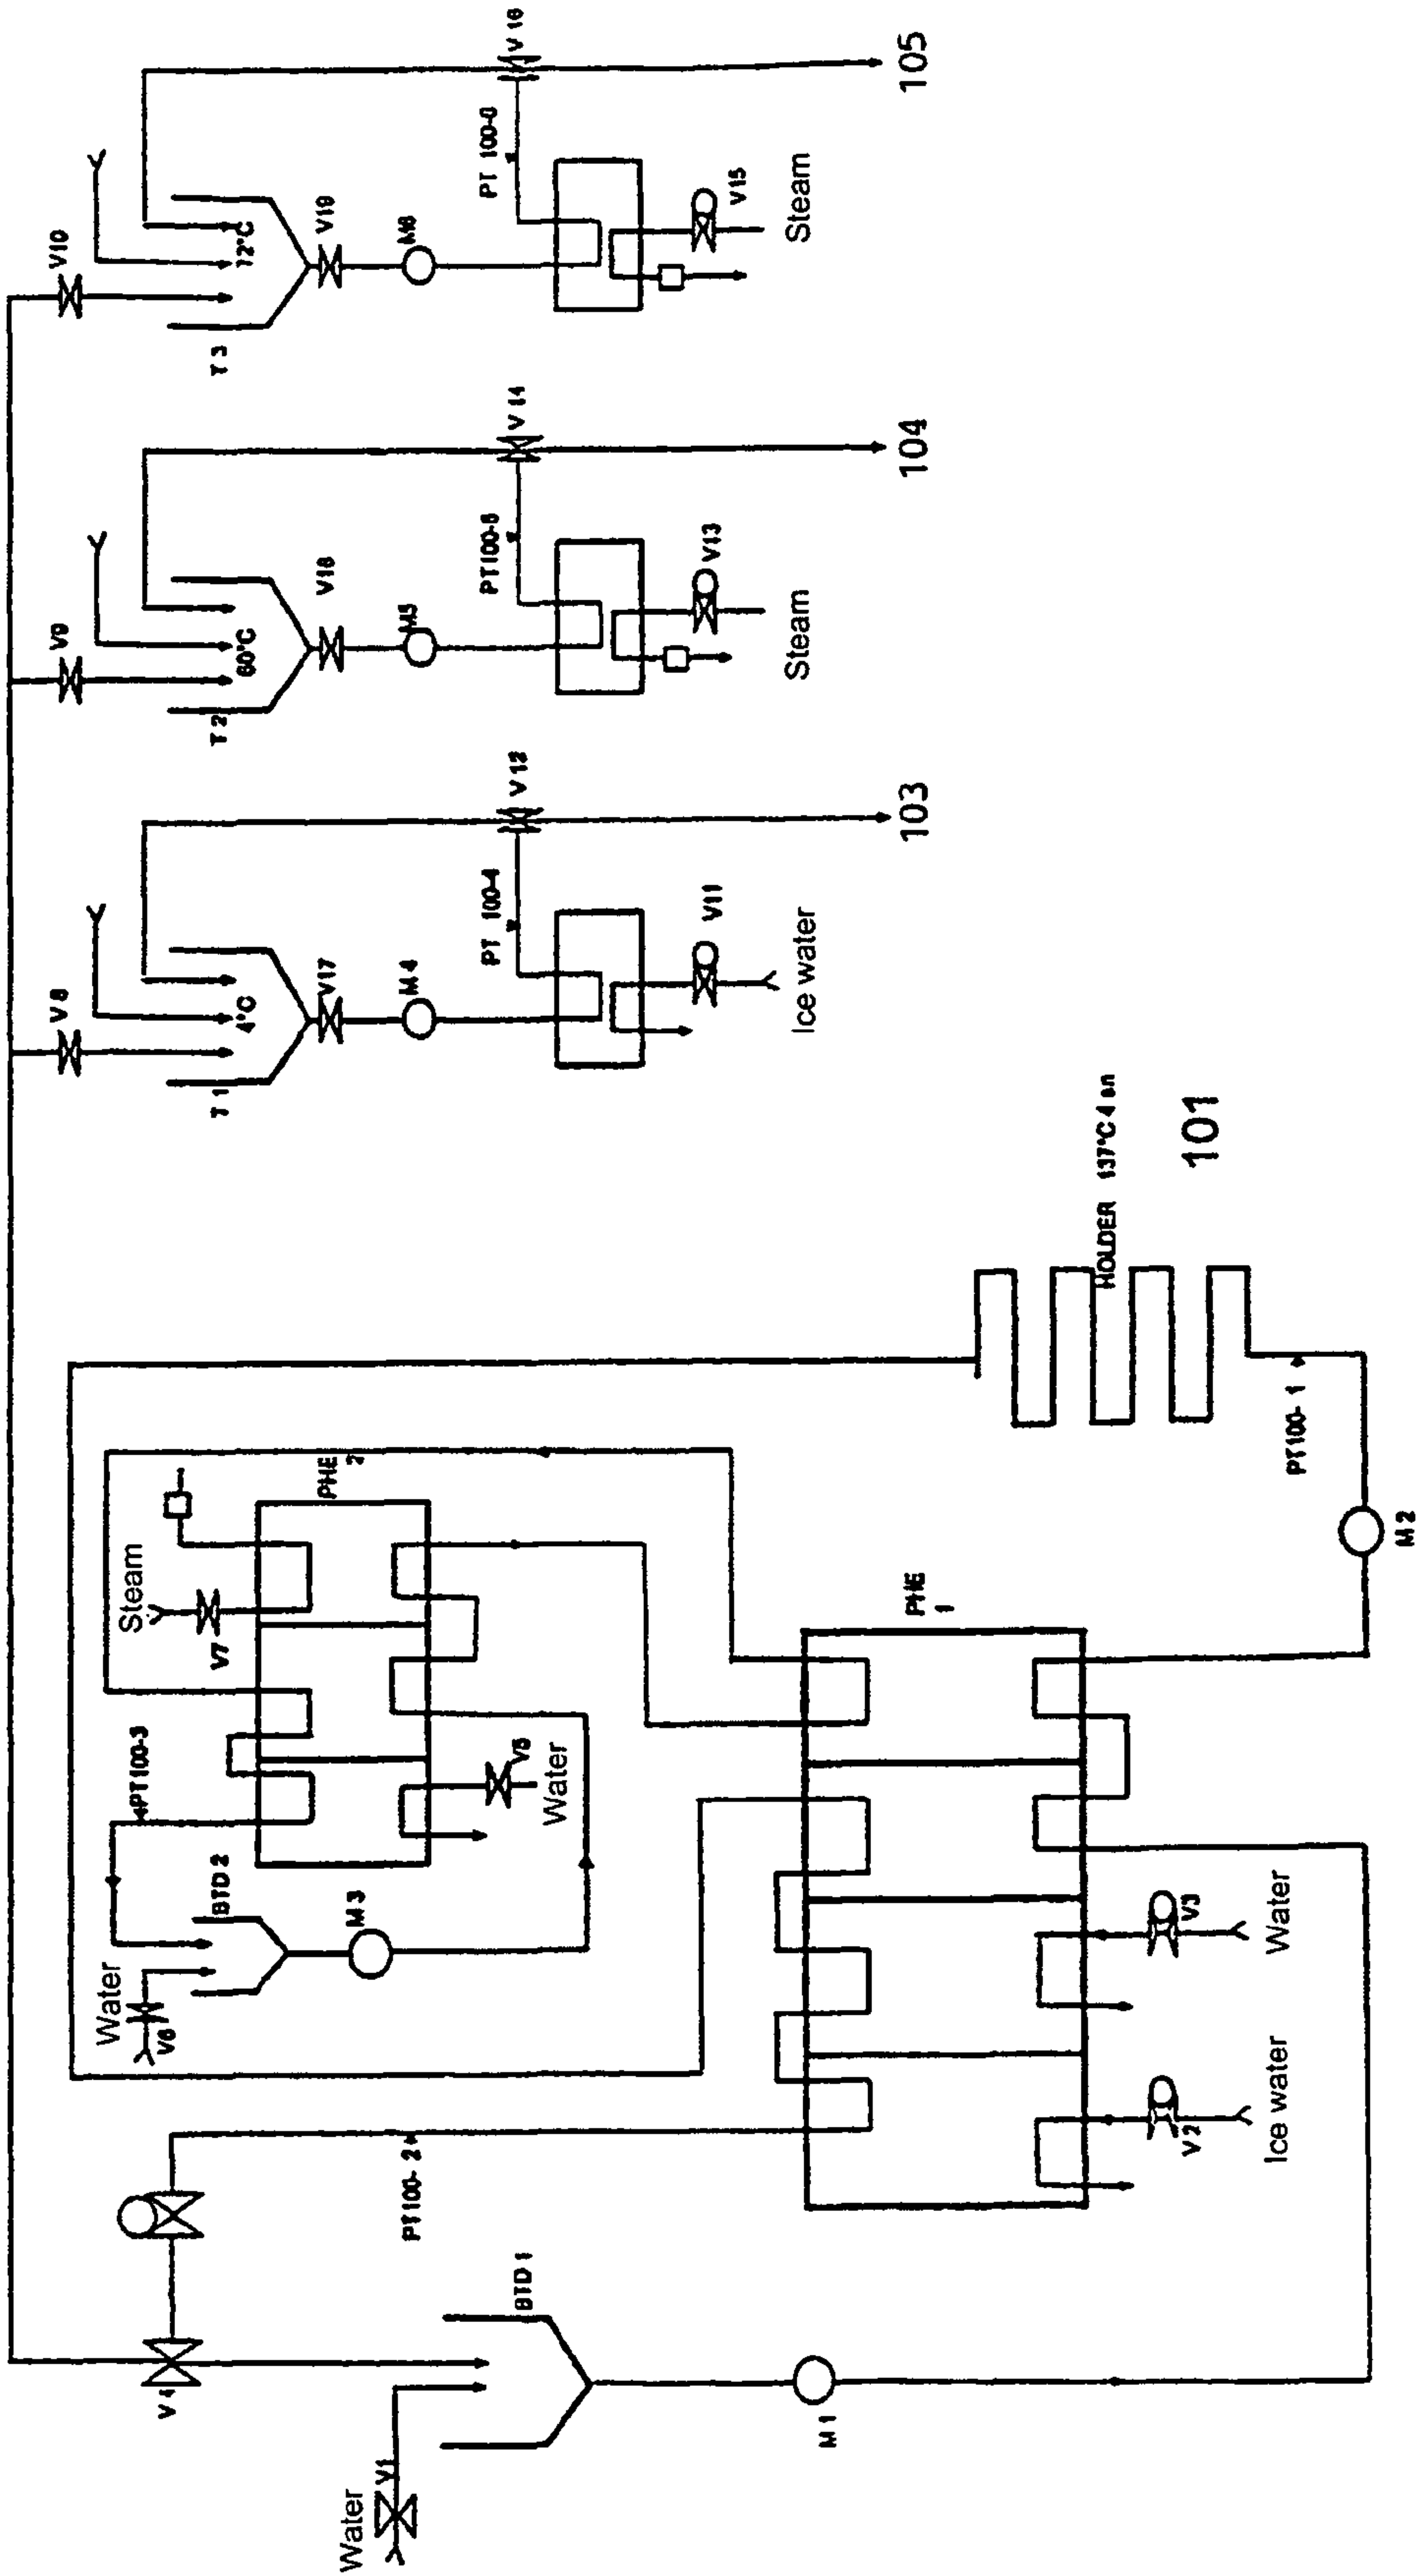 V10
V9
V8
V16
V14
V12
V19
V18
V17
M6
M5
M4
T3
T2
T1
72°C
60°C
4°C
PT 100-6
PT100-5
PT 100-4
V15
V13
V11
Steam
Steam
Ice water
105
104
103
HOLDER 137°C 4 sn
101
PT100-1
M2
PHE
2
Steam
V7
PT100-3
V5
Water
BTD 2
M3
Water
V6
PHE
1
V3
Water
V2
Ice water
PT100-2
V4
BTD 1
M1
V1
Water